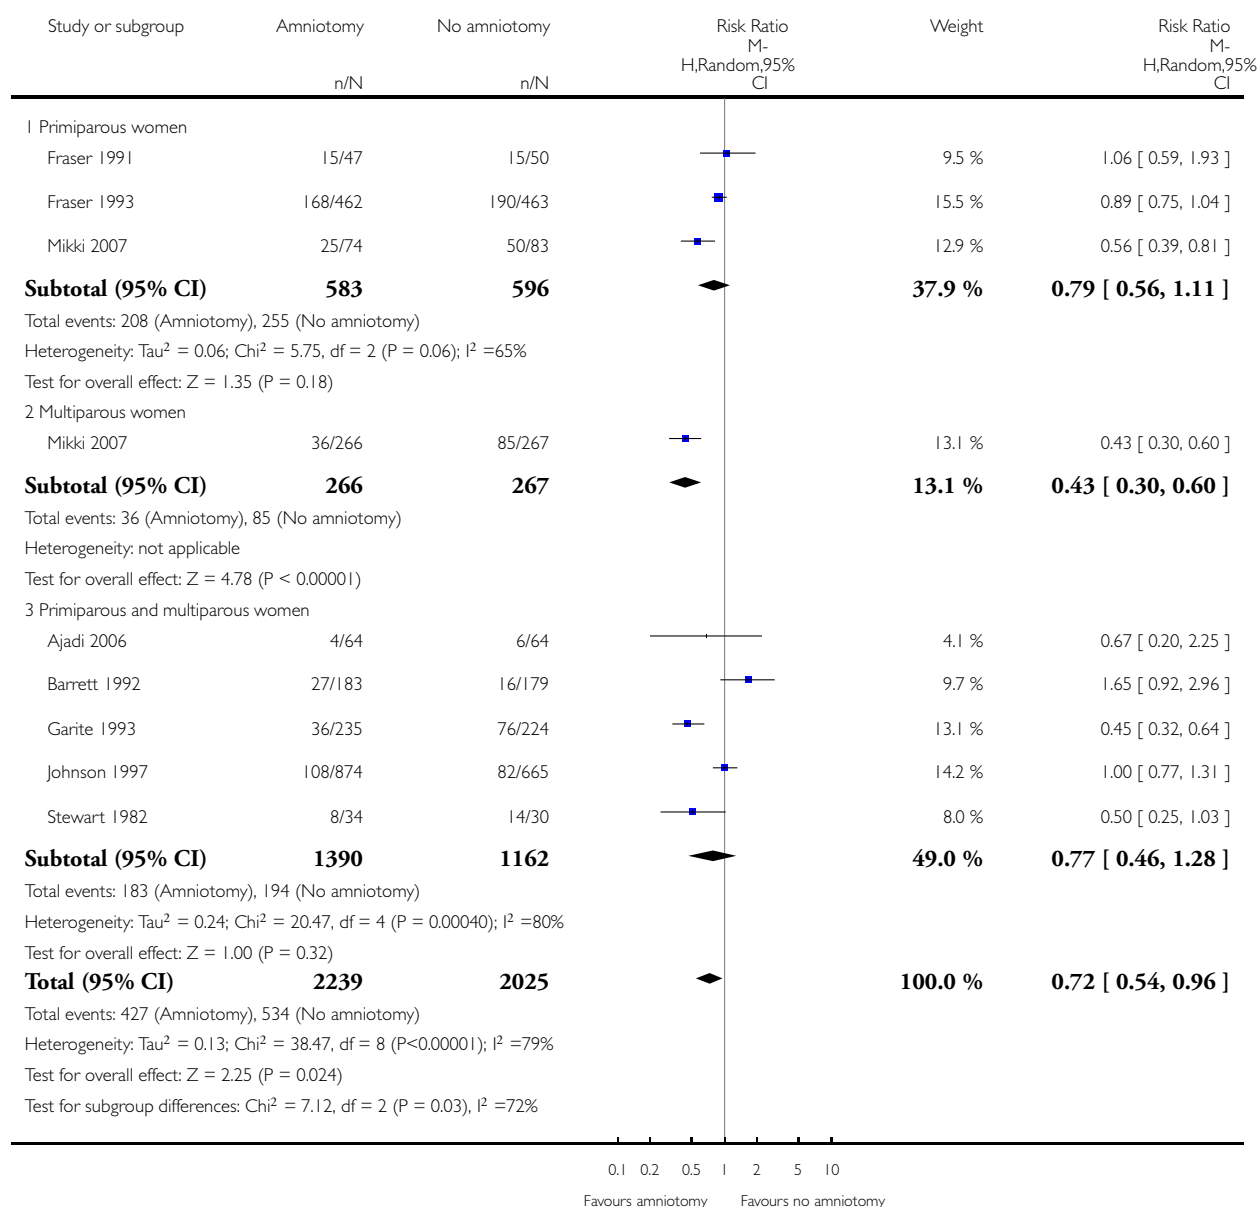 Study or subgroup Amniotomy No amniotomy Risk Ratio Weight Risk Ratio
M- M-
H,Random,95% H,Random,95%
n/N n/N CI CI
1 Primiparous women
Fraser 1991 15/47 15/50 9.5 % 1.06 [ 0.59, 1.93 ]
Fraser 1993 168/462 190/463 15.5 % 0.89 [ 0.75, 1.04 ]
Mikki 2007 25/74 50/83 12.9 % 0.56 [ 0.39, 0.81 ]
Subtotal (95% CI) 583 596 37.9 % 0.79 [ 0.56, 1.11 ]
Total events: 208 (Amniotomy), 255 (No amniotomy)
Heterogeneity: Tau² = 0.06; Chi² = 5.75, df = 2 (P = 0.06); I² =65%
Test for overall effect: Z = 1.35 (P = 0.18)
2 Multiparous women
Mikki 2007 36/266 85/267 13.1 % 0.43 [ 0.30, 0.60 ]
Subtotal (95% CI) 266 267 13.1 % 0.43 [ 0.30, 0.60 ]
Total events: 36 (Amniotomy), 85 (No amniotomy)
Heterogeneity: not applicable
Test for overall effect: Z = 4.78 (P < 0.00001)
3 Primiparous and multiparous women
Ajadi 2006 4/64 6/64 4.1 % 0.67 [ 0.20, 2.25 ]
Barrett 1992 27/183 16/179 9.7 % 1.65 [ 0.92, 2.96 ]
Garite 1993 36/235 76/224 13.1 % 0.45 [ 0.32, 0.64 ]
Johnson 1997 108/874 82/665 14.2 % 1.00 [ 0.77, 1.31 ]
Stewart 1982 8/34 14/30 8.0 % 0.50 [ 0.25, 1.03 ]
Subtotal (95% CI) 1390 1162 49.0 % 0.77 [ 0.46, 1.28 ]
Total events: 183 (Amniotomy), 194 (No amniotomy)
Heterogeneity: Tau² = 0.24; Chi² = 20.47, df = 4 (P = 0.00040); I² =80%
Test for overall effect: Z = 1.00 (P = 0.32)
Total (95% CI) 2239 2025 100.0 % 0.72 [ 0.54, 0.96 ]
Total events: 427 (Amniotomy), 534 (No amniotomy)
Heterogeneity: Tau² = 0.13; Chi² = 38.47, df = 8 (P<0.00001); I² =79%
Test for overall effect: Z = 2.25 (P = 0.024)
Test for subgroup differences: Chi² = 7.12, df = 2 (P = 0.03), I² =72%
0.1 0.2 0.5 1 2 5 10
Favours amniotomy Favours no amniotomy